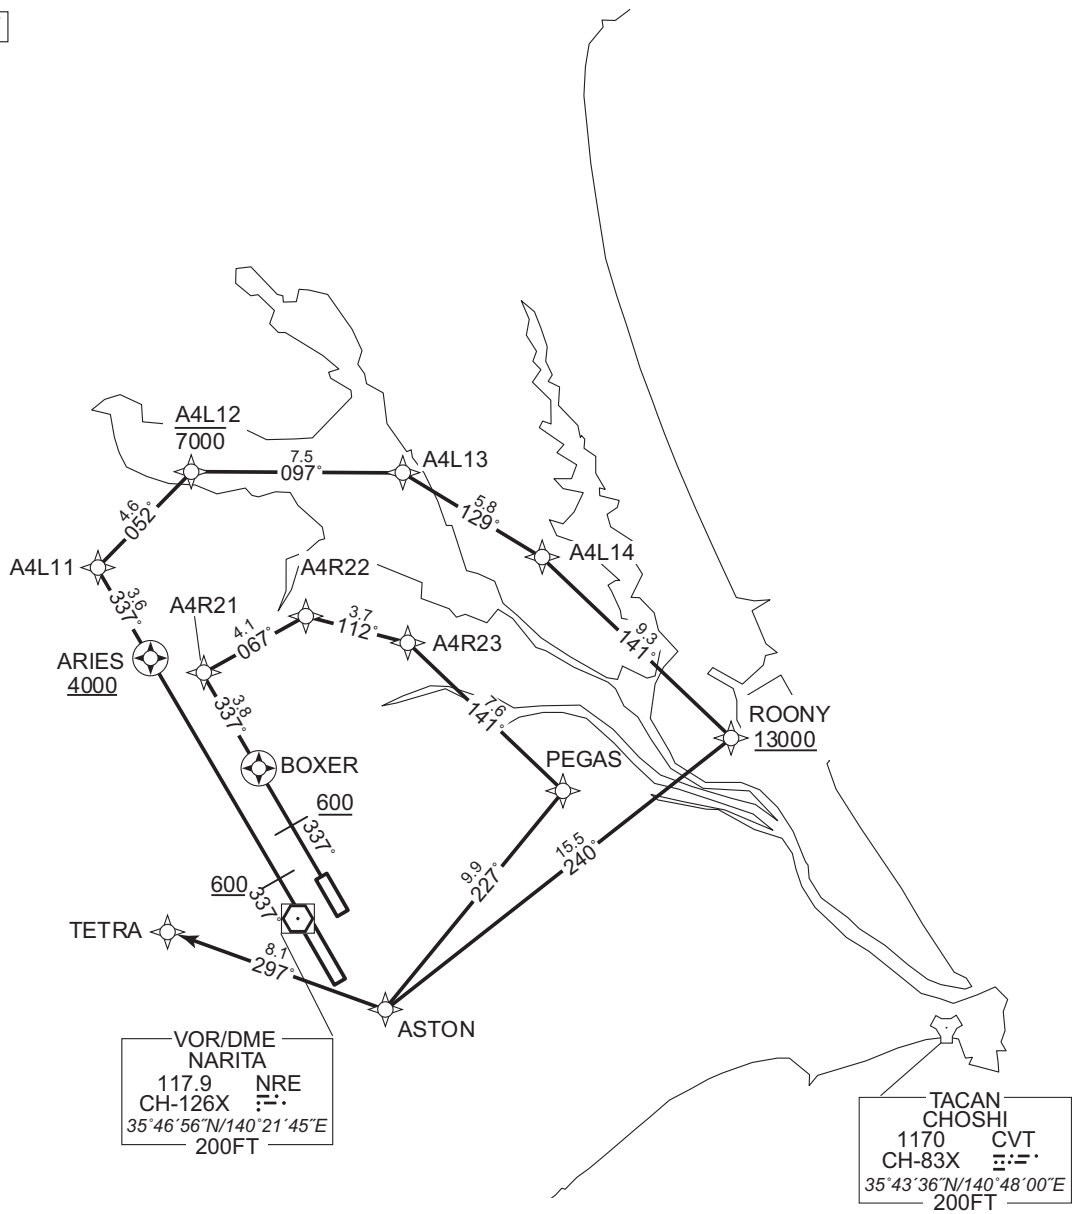 A4L12
7000
7.5
097°
A4L13
4.6
052°
5.8
129°
A4L14
A4L11
A4R22
3.6
337°
A4R21
4.1
067°
3.7
112°
A4R23
9.3
141°
ARIES
4000
3.8
337°
7.6
141°
ROONY
13000
BOXER
PEGAS
600
337°
15.5
240°
9.9
227°
600
337°
TETRA
8.1
297°
ASTON
VOR/DME
NARITA
117.9 NRE
CH-126X
35°46′56″N/140°21′45″E
200FT
TACAN
CHOSHI
1170 CVT
CH-83X
35°43′36″N/140°48′00″E
200FT